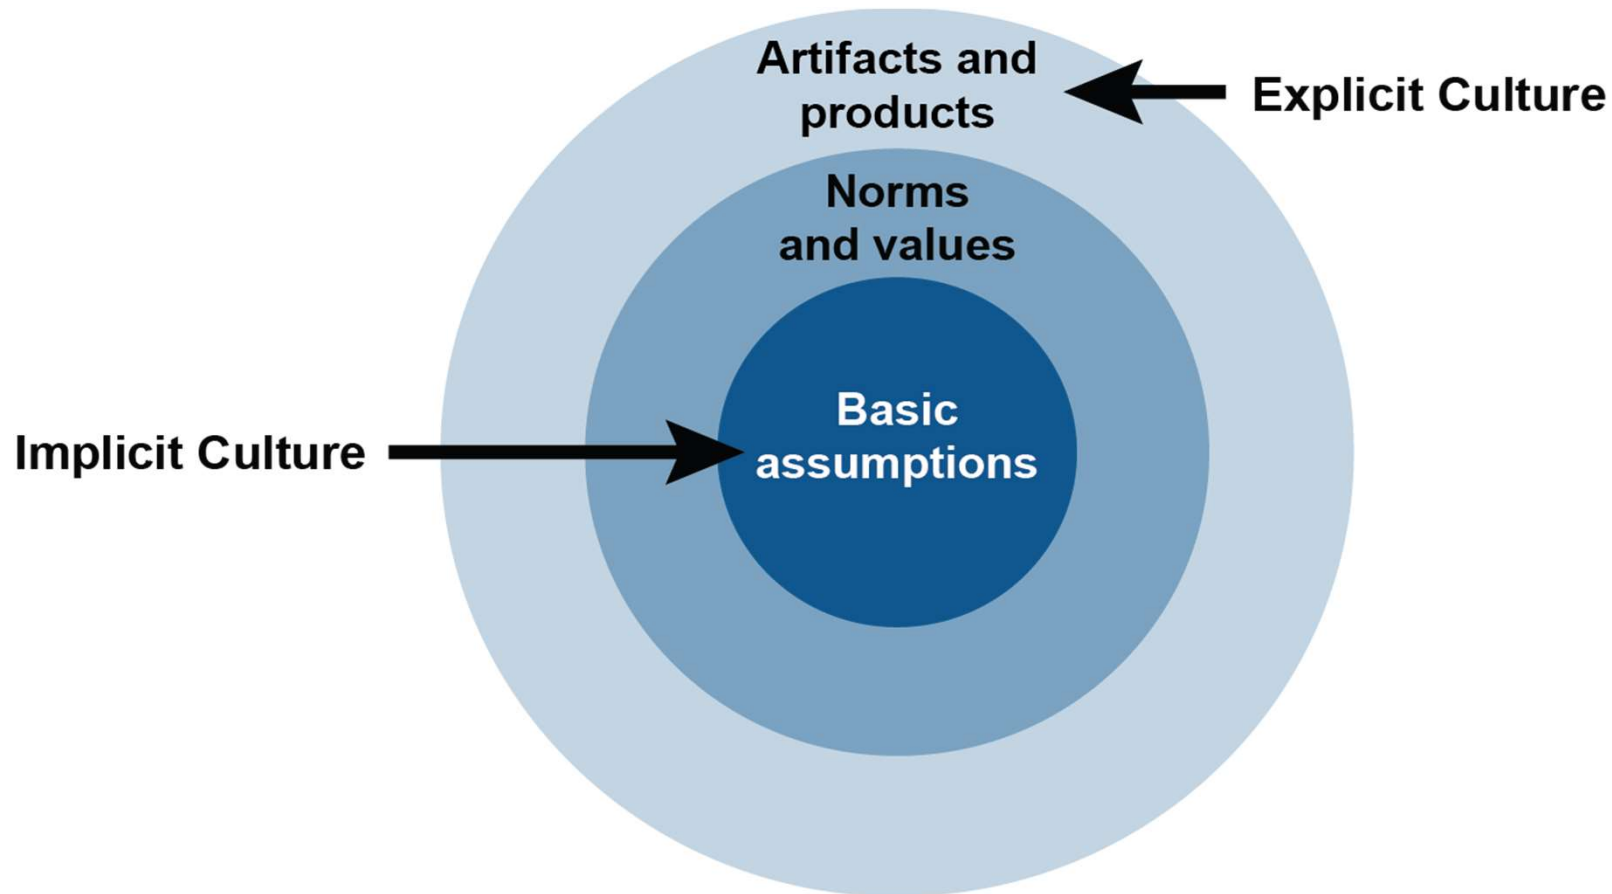 Artifacts and
products
Explicit Culture
Norms
and values
Basic
assumptions
Implicit Culture